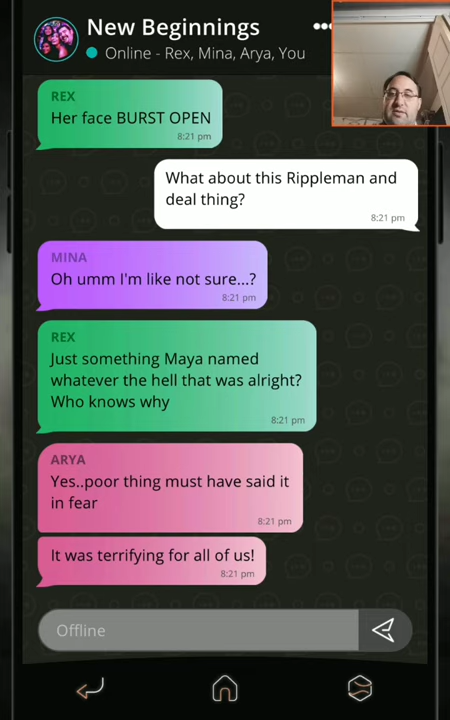 New Beginnings
Online - Rex, Mina, Arya, You
REX
Her face BURST OPEN
8:21 pm
What about this Rippleman and
deal thing?
8:21 pm
MINA
Oh umm I'm like not sure...?
8:21 pm
REX
Just something Maya named
whatever the hell that was alright?
Who knows why
8:21 pm
ARYA
Yes..poor thing must have said it
in fear
8:21 pm
It was terrifying for all of us!
8:21 pm
Offline